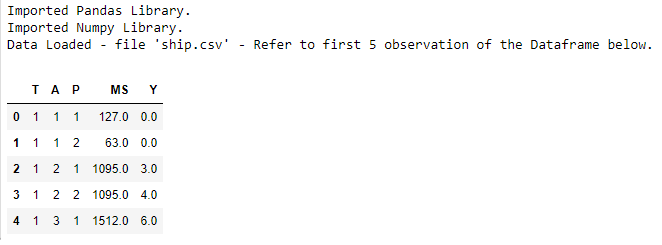 Imported Pandas Library.
Imported Numpy Library.
Data Loaded - file 'ship.csv' - Refer to first 5 observation of the Dataframe below.
T A P MS Y
0 1 1 1 127.0 0.0
1 1 1 2 63.0 0.0
2 1 2 1 1095.0 3.0
3 1 2 2 1095.0 4.0
4 1 3 1 1512.0 6.0